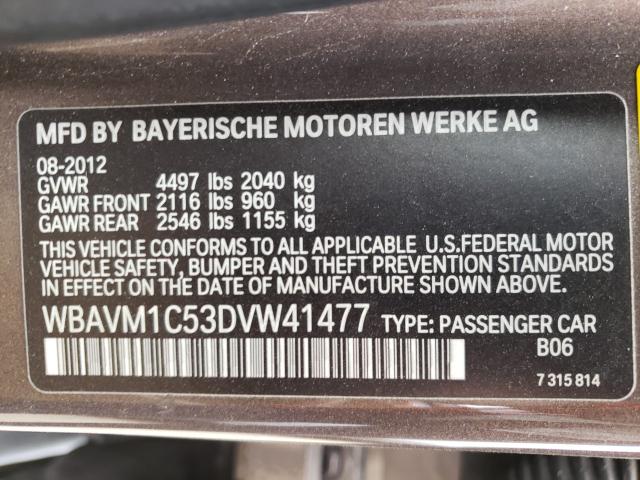 MFD BY BAYERISCHE MOTOREN WERKE AG
08-2012
GVWR 4497 lbs 2040 kg
GAWR FRONT 2116 lbs 960 kg
GAWR REAR 2546 lbs 1155 kg
THIS VEHICLE CONFORMS TO ALL APPLICABLE U.S.FEDERAL MOTOR
VEHICLE SAFETY, BUMPER AND THEFT PREVENTION STANDARDS
IN EFFECT ON THE DATE OF MANUFACTURE SHOWN ABOVE.
WBAVM1C53DVW41477 TYPE: PASSENGER CAR
B06
7 315 814